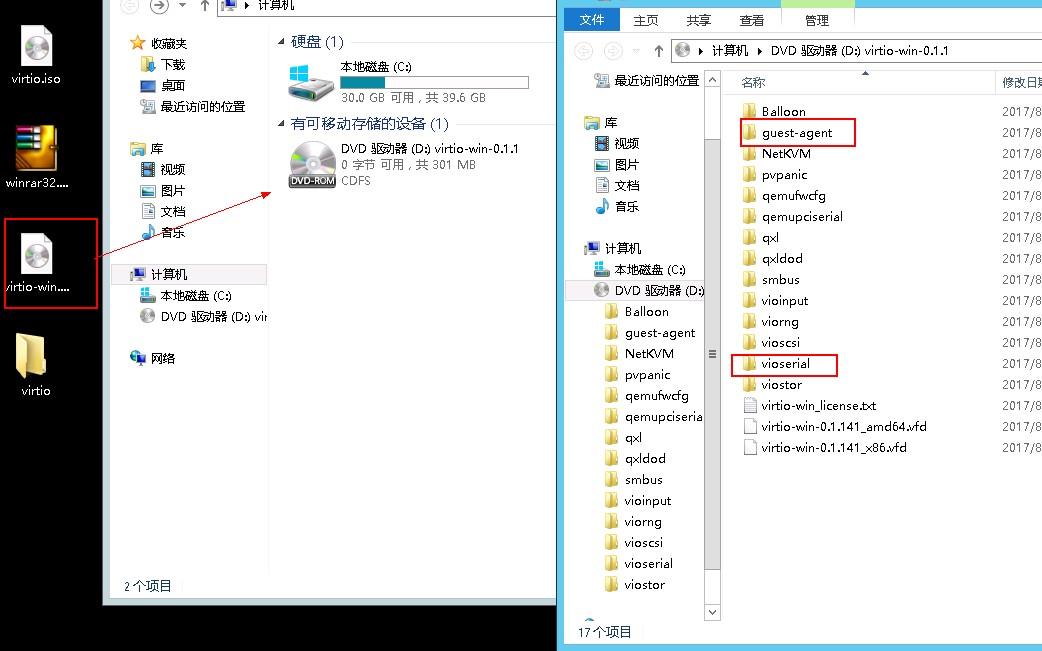 virtio.iso
winrar32....
virtio-win....
virtio
计算机
收藏夹
下载
桌面
最近访问的位置
库
视频
图片
文档
音乐
计算机
本地磁盘 (C:)
DVD 驱动器 (D:) vir
网络
硬盘 (1)
本地磁盘 (C:)
30.0 GB 可用，共 39.6 GB
有可移动存储的设备 (1)
DVD 驱动器 (D:) virtio-win-0.1.1
0 字节 可用，共 301 MB
CDFS
DVD-ROM
2 个项目
文件 主页 共享 查看 管理
计算机 DVD 驱动器 (D:) virtio-win-0.1.1
最近访问的位置
库
视频
图片
文档
音乐
计算机
本地磁盘 (C:)
DVD 驱动器 (D:)
Balloon
guest-agent
NetKVM
pvpanic
qemufwcfg
qemupciseria
qxl
qxldod
smbus
vioinput
viorng
vioscsi
vioserial
viostor
名称 修改日期
Balloon 2017/8
guest-agent 2017/8
NetKVM 2017/8
pvpanic 2017/8
qemufwcfg 2017/8
qemupciserial 2017/8
qxl 2017/8
qxldod 2017/8
smbus 2017/8
vioinput 2017/8
viorng 2017/8
vioscsi 2017/8
vioserial 2017/8
viostor 2017/8
virtio-win_license.txt 2017/8
virtio-win-0.1.141_amd64.vfd 2017/8
virtio-win-0.1.141_x86.vfd 2017/8
17 个项目